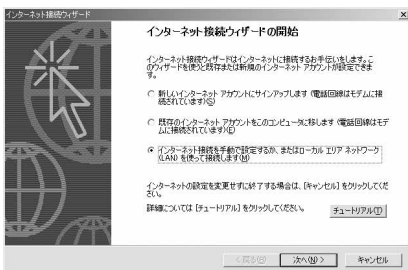 インターネット接続ウィザード
インターネット接続ウィザードの開始
インターネット接続ウィザードはインターネットに接続するお手伝いをします。こ
のウィザードを使うと既存または新規のインターネット アカウントが設定できま
す。
新しいインターネット アカウントにサインアップします (電話回線はモデムに接
続されています)(S)
既存のインターネット アカウントをこのコンピュータに移します (電話回線はモデ
ムに接続されています)(E)
インターネット接続を手動で設定するか、またはローカル エリア ネットワーク
(LAN) を使って接続します(M)
インターネットの設定を変更せずに終了する場合は、[キャンセル] をクリックしてくだ
さい。
詳細については [チュートリアル] をクリックしてください。
チュートリアル(T)
< 戻る(B)
次へ(N) >
キャンセル